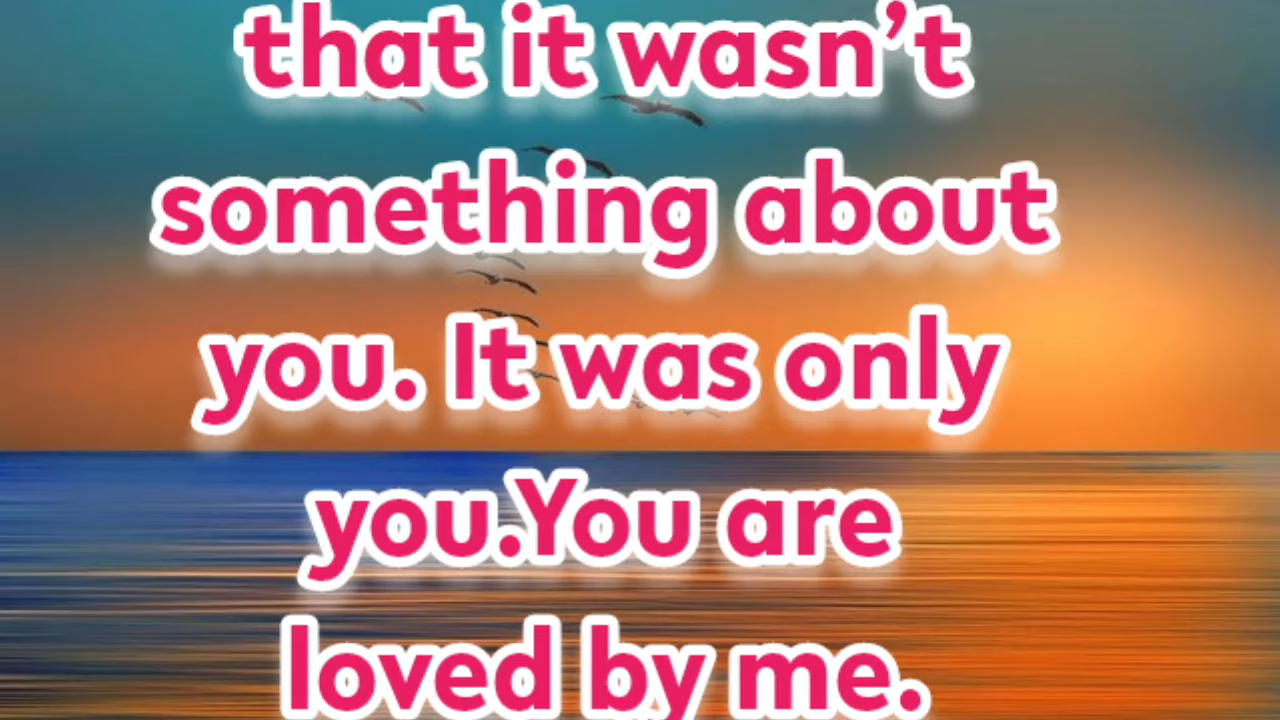 that it wasn’t
something about
you. It was only
you.You are
loved by me.